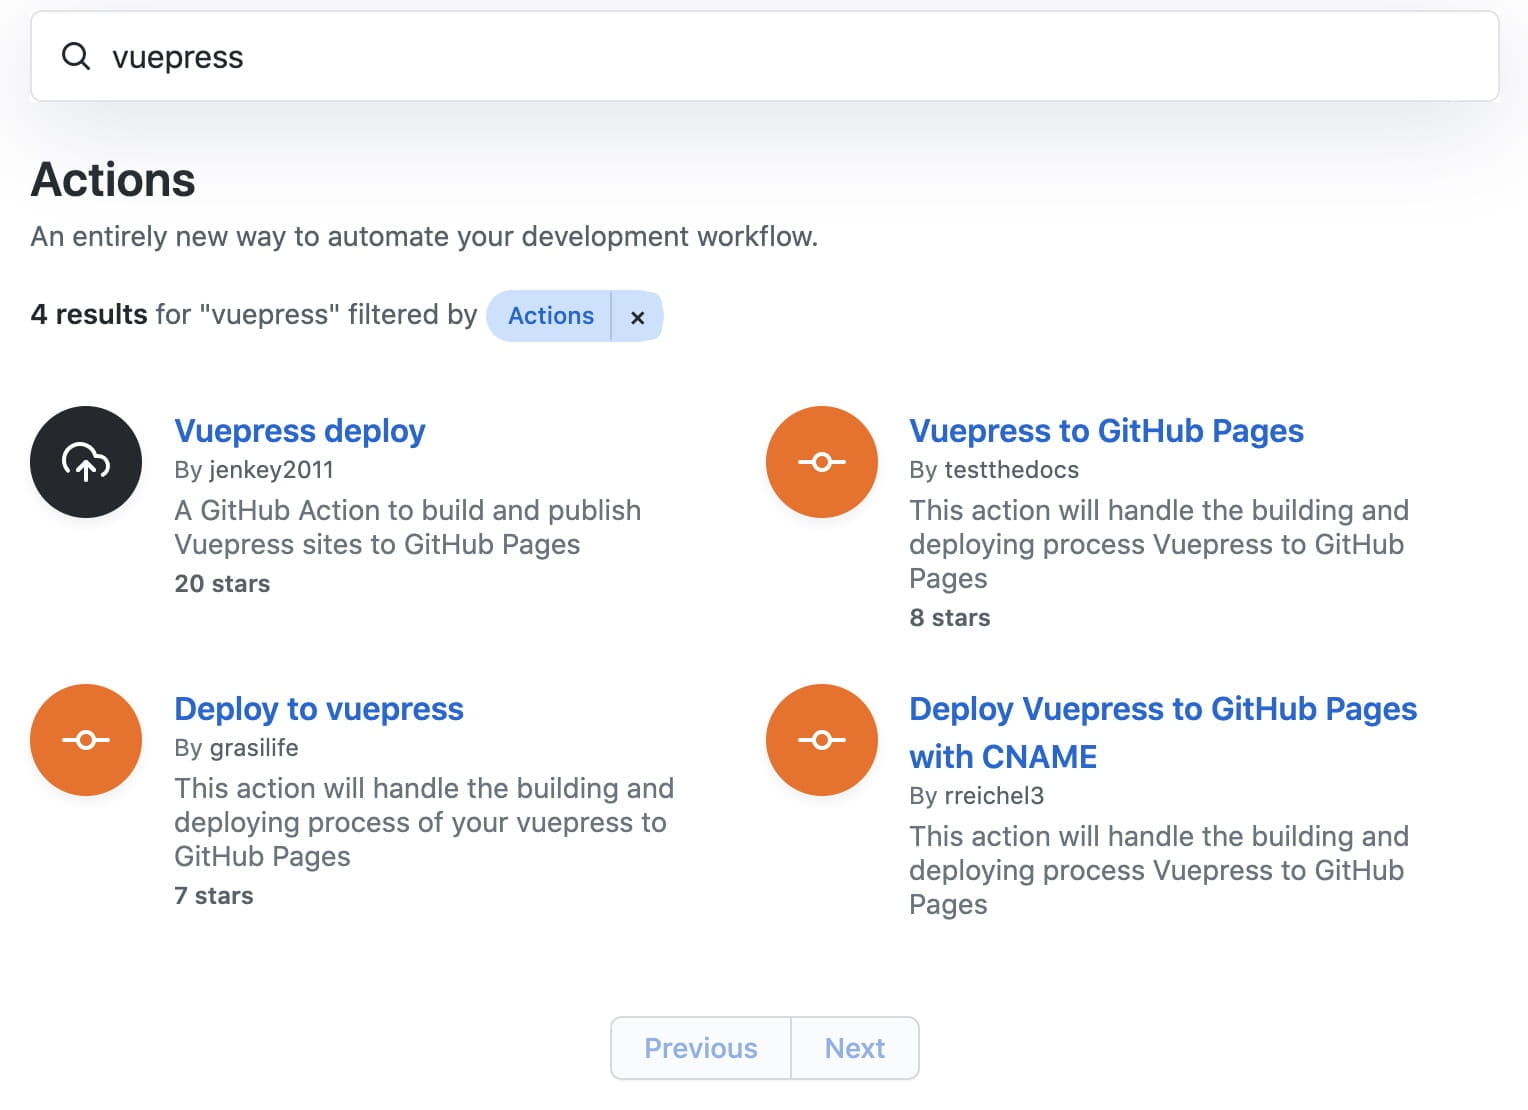 vuepress
Actions
An entirely new way to automate your development workflow.
4 results for "vuepress" filtered by Actions ×
Vuepress deploy
By jenkey2011
A GitHub Action to build and publish
Vuepress sites to GitHub Pages
20 stars
Vuepress to GitHub Pages
By testthedocs
This action will handle the building and
deploying process Vuepress to GitHub
Pages
8 stars
Deploy to vuepress
By grasilife
This action will handle the building and
deploying process of your vuepress to
GitHub Pages
7 stars
Deploy Vuepress to GitHub Pages
with CNAME
By rreichel3
This action will handle the building and
deploying process Vuepress to GitHub
Pages
Previous Next